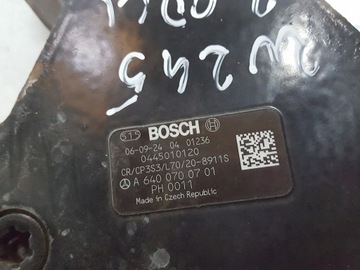 W 245
BOSCH
06-09-24 04 01236
0445010120
CR/CP3S3/L70/20-8911S
A 640 070 07 01
PH 0011
Made in Czech Republic